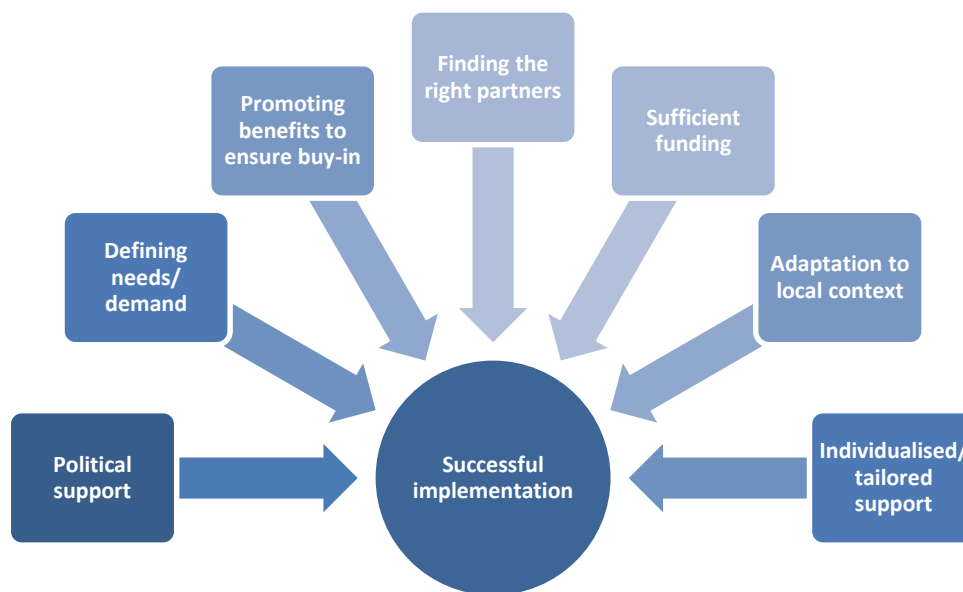 Finding the
right partners
Promoting
benefits to
ensure buy-in
Sufficient
funding
Defining
needs/
demand
Adaptation to
local context
Political
support
Successful
implementation
Individualised/
tailored
support